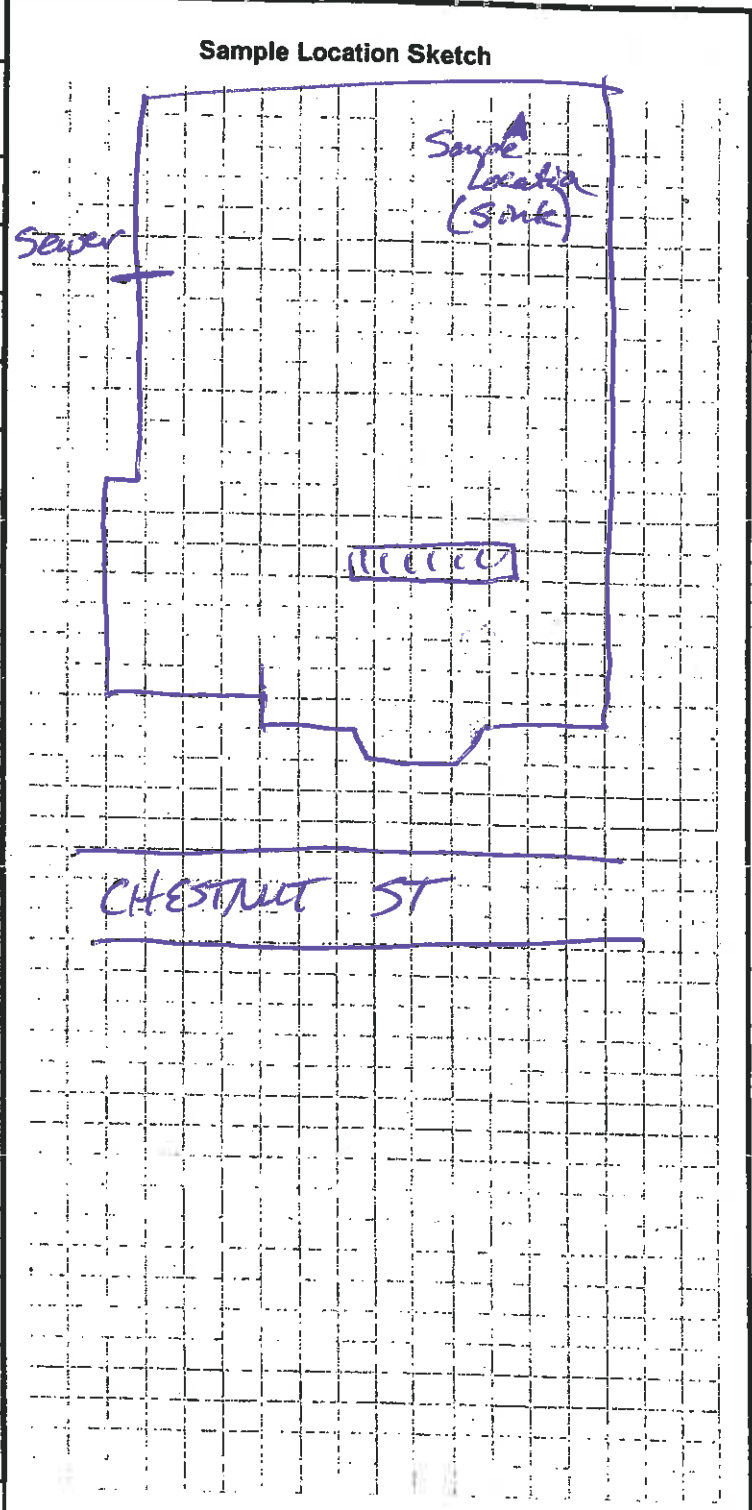 Sample Location Sketch
Sample
Location
(Sink)
Sewer
CHESTNUT ST